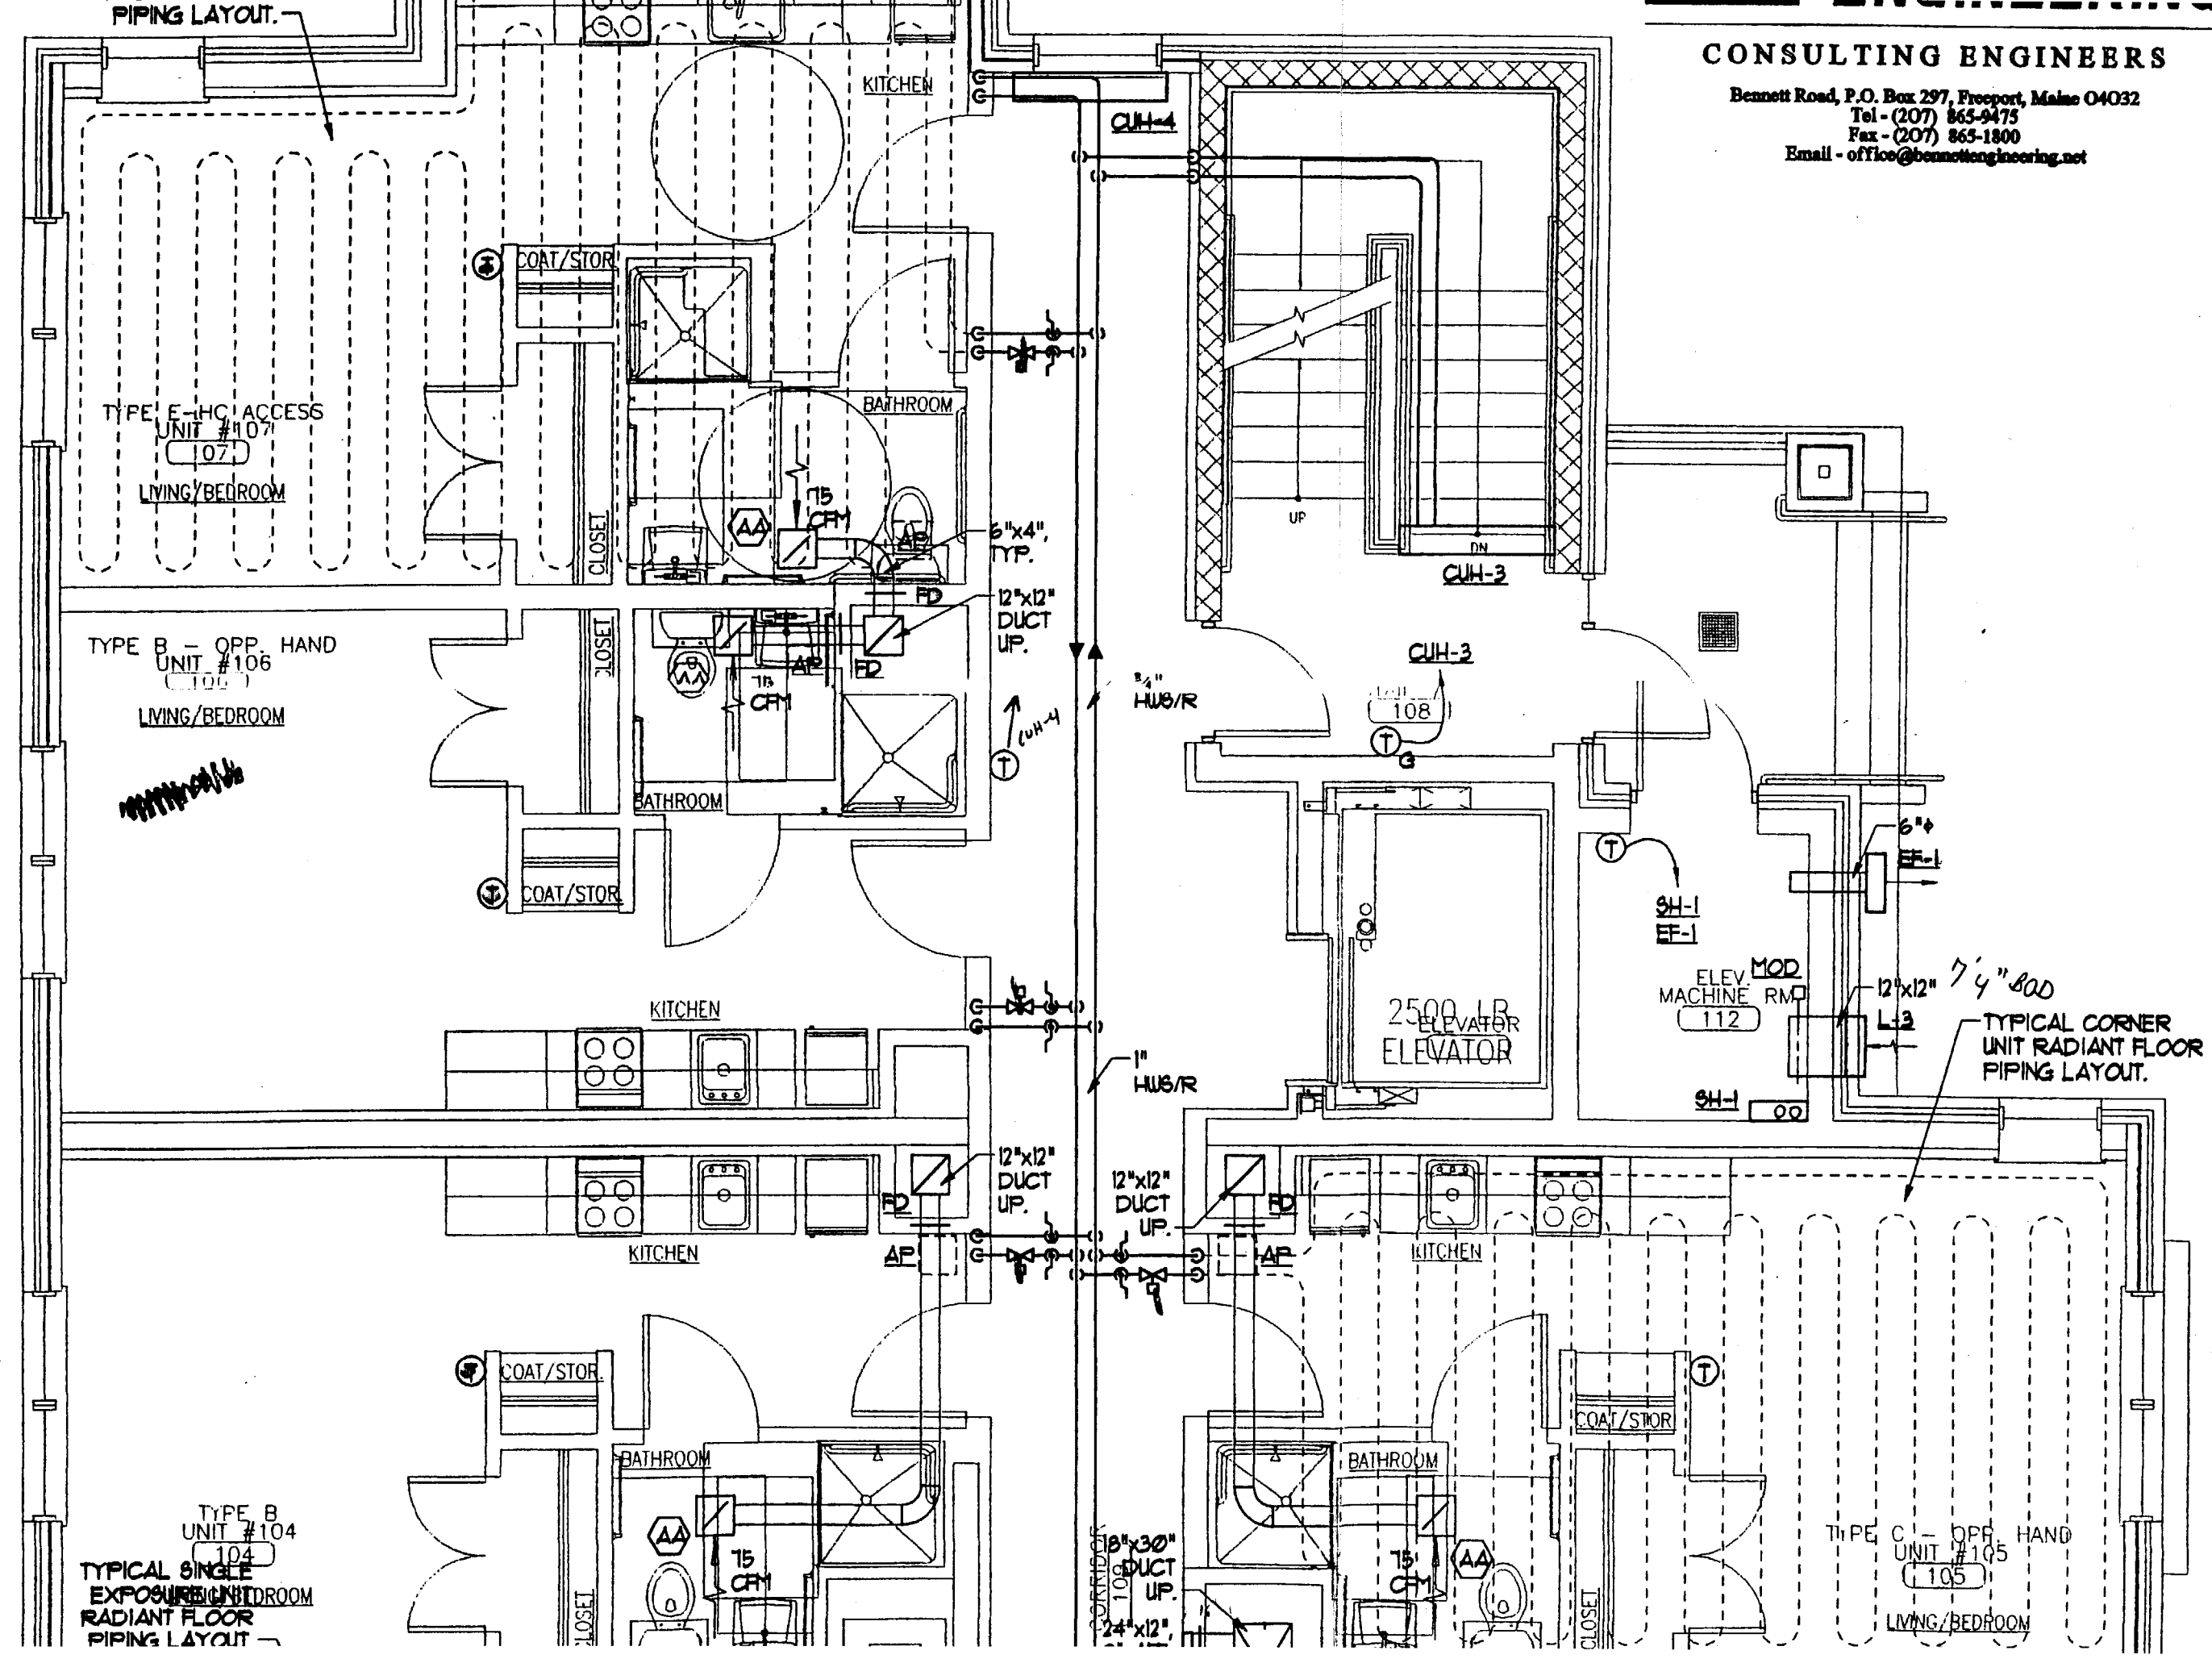 PIPING LAYOUT.
CONSULTING ENGINEERS
Bennett Road, P.O. Box 297, Freeport, Maine 04032
Tel - (207) 865-9475
Fax - (207) 865-1800
Email - office@bennettengineering.net
KITCHEN
CUH-4
COAT/STOR
TYPE E-HC ACCESS
UNIT #107
107
LIVING/BEDROOM
CLOSET
BATHROOM
75
CFM
AA
AP
6"x4",
TYP.
FD
12"x12"
DUCT
UP.
UP
DN
CUH-3
TYPE B - OPP. HAND
UNIT #106
106
LIVING/BEDROOM
CLOSET
AA
75
CFM
AP
FD
BATHROOM
T
CUH-4
3/4"
HWS/R
CUH-3
108
T
G
COAT/STOR
6"ϕ
EF-1
T
SH-1
EF-1
KITCHEN
2500 LB
ELEVATOR
ELEVATOR
ELEV.
MACHINE RM
112
MOD
12"x12"
L-3
SH-1
TYPICAL CORNER
UNIT RADIANT FLOOR
PIPING LAYOUT.
1"
HWS/R
12"x12"
DUCT
UP.
12"x12"
DUCT
UP.
FD
FD
AP
AP
KITCHEN
KITCHEN
COAT/STOR.
T
COAT/STOR
BATHROOM
BATHROOM
TYPE B
UNIT #104
104
TYPICAL SINGLE
EXPOSURE UNIT
RADIANT FLOOR
PIPING LAYOUT
CLOSET
AA
75
CFM
CORRIDOR
109
18"x30"
DUCT
UP.
24"x12",
75
CFM
AA
CLOSET
TYPE C - OPP. HAND
UNIT #105
105
LIVING/BEDROOM